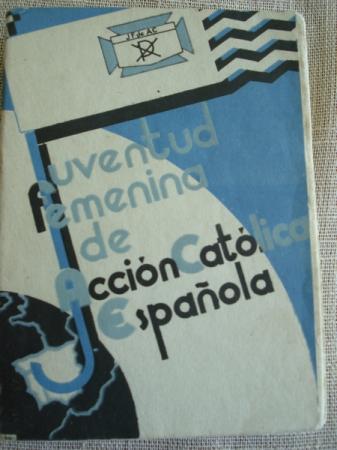 J.F. de A.C.
Juventud
femenina
de
Acción Católica
Española